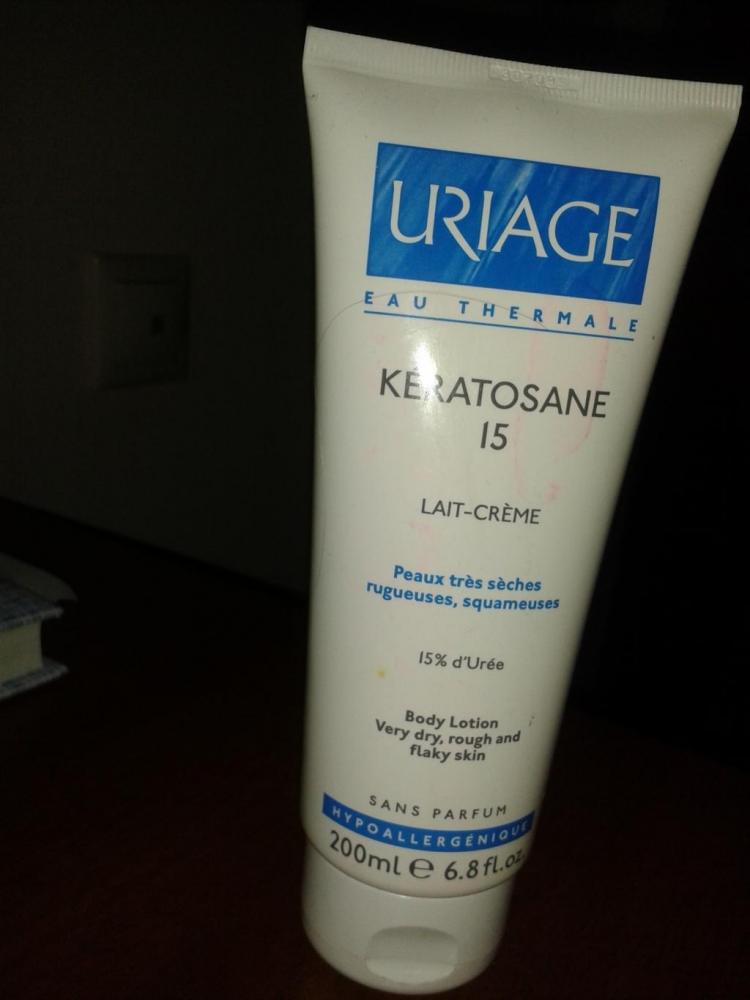 URIAGE
EAU THERMALE
KÉRATOSANE
15
LAIT-CRÈME
Peaux très sèches
rugueuses, squameuses
15% d'Urée
Body Lotion
Very dry, rough and
flaky skin
SANS PARFUM
HYPOALLERGÉNIQUE
200ml e 6.8 fl.oz.